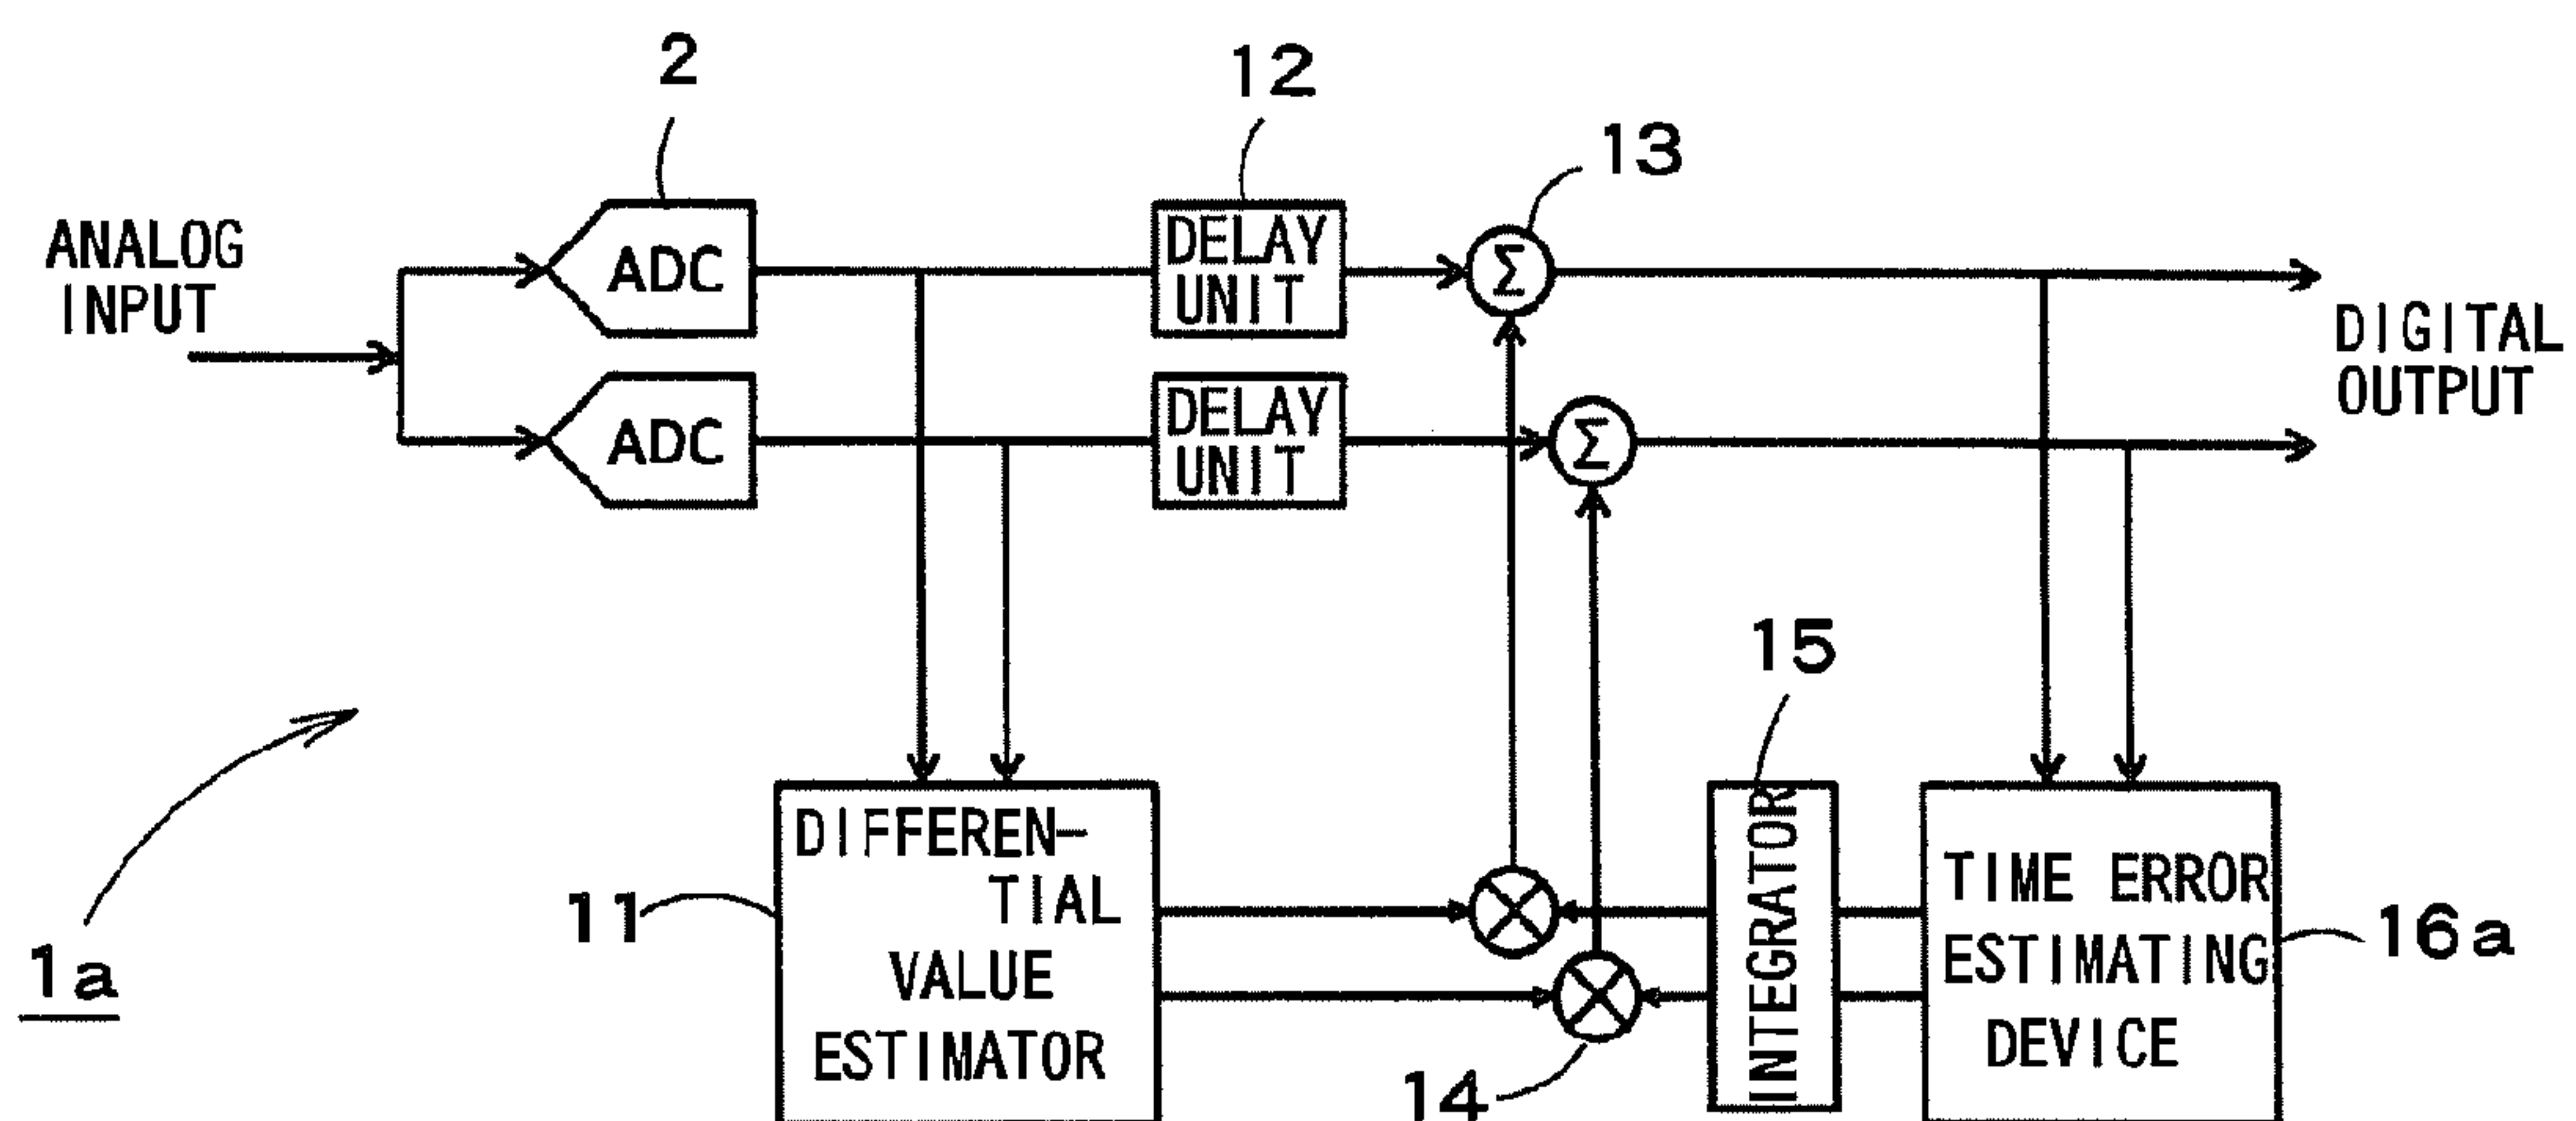 2
12
13
ANALOG
INPUT
ADC
DELAY
UNIT
Σ
DIGITAL
OUTPUT
ADC
DELAY
UNIT
Σ
15
1a
11
DIFFEREN-
TIAL
VALUE
ESTIMATOR
14
INTEGRATOR
TIME ERROR
ESTIMATING
DEVICE
16a